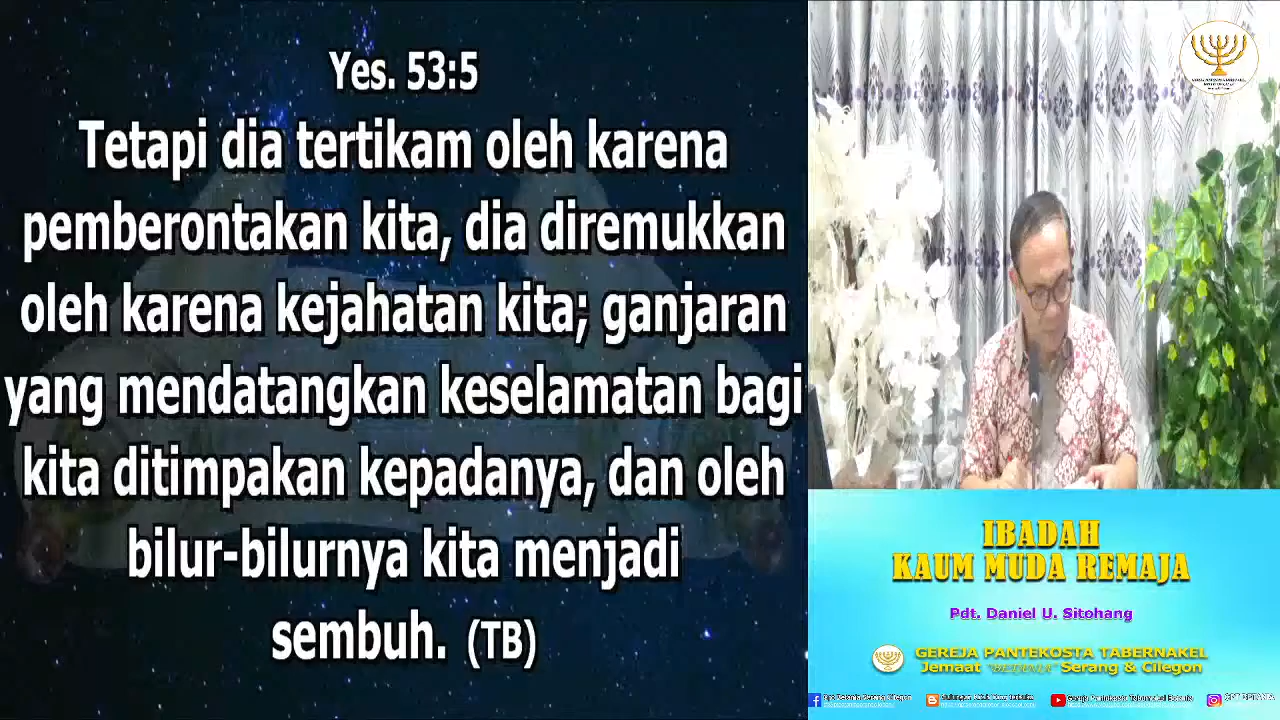 Yes. 53:5
Tetapi dia tertikam oleh karena
pemberontakan kita, dia diremukkan
oleh karena kejahatan kita; ganjaran
yang mendatangkan keselamatan bagi
kita ditimpakan kepadanya, dan oleh
bilur-bilurnya kita menjadi
sembuh. (TB)
IBADAH
KAUM MUDA REMAJA
Pdt. Daniel U. Sitohang
GEREJA PANTEKOSTA TABERNAKEL
Jemaat "BETANIA" Serang & Cilegon